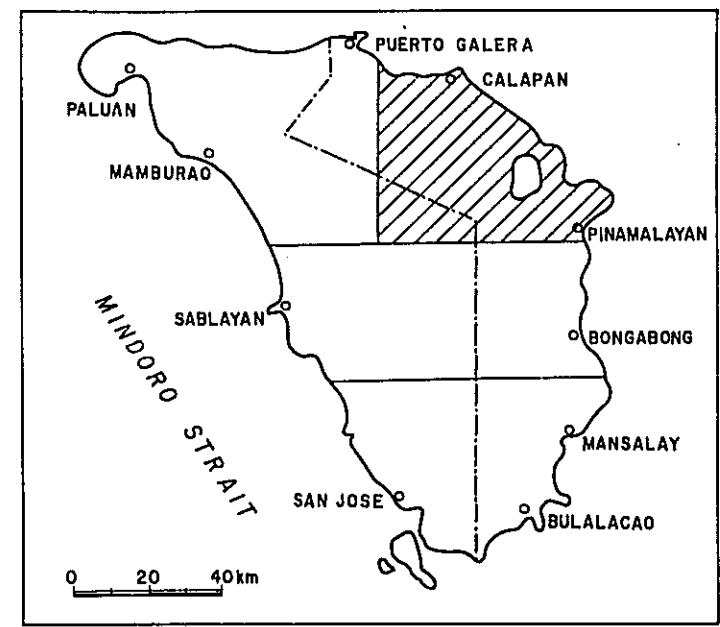 PUERTO GALERA
CALAPAN
PALUAN
MAMBURAO
PINAMALAYAN
SABLAYAN
BONGABONG
MINDORO STRAIT
MANSALAY
SAN JOSE
BULALACAO
0 20 40km